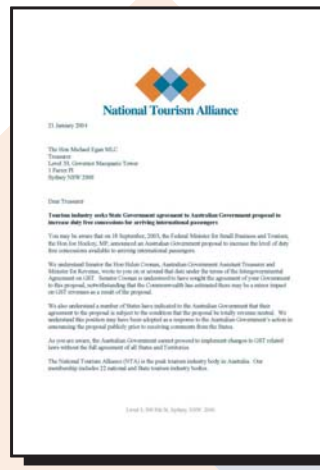 National Tourism Alliance
21 January 2004
The Hon Michael Egan MLC
Treasurer
Level 33, Governor Macquarie Tower
1 Farrer Pl
Sydney NSW 2000
Dear Treasurer
Tourism industry seeks State Government agreement to Australian Government proposal to
increase duty free concessions for arriving international passengers
You may be aware that on 18 September, 2003, the Federal Minister for Small Business and Tourism,
the Hon Joe Hockey, MP, announced an Australian Government proposal to increase the level of duty
free concessions available to arriving international passengers.
We understand Senator the Hon Helen Coonan, Australian Government Assistant Treasurer and
Minister for Revenue, wrote to you on or around that date under the terms of the Intergovernmental
Agreement on GST. Senator Coonan is understood to have sought the agreement of your Government
to this proposal, notwithstanding that the Commonwealth has estimated there may be a minor impact
on GST revenues as a result of the proposal.
We also understand a number of States have indicated to the Australian Government that their
agreement to the proposal is subject to the condition that the proposal be totally revenue neutral. We
understand this position may have been adopted as a response to the Australian Government's action in
announcing the proposal publicly prior to receiving comments from the States.
As you are aware, the Australian Government cannot proceed to implement changes to GST related
laws without the full agreement of all States and Territories.
The National Tourism Alliance (NTA) is the peak tourism industry body in Australia. Our
membership includes 22 national and State tourism industry bodies.
Level 3, 80 William St, Sydney, NSW 2000